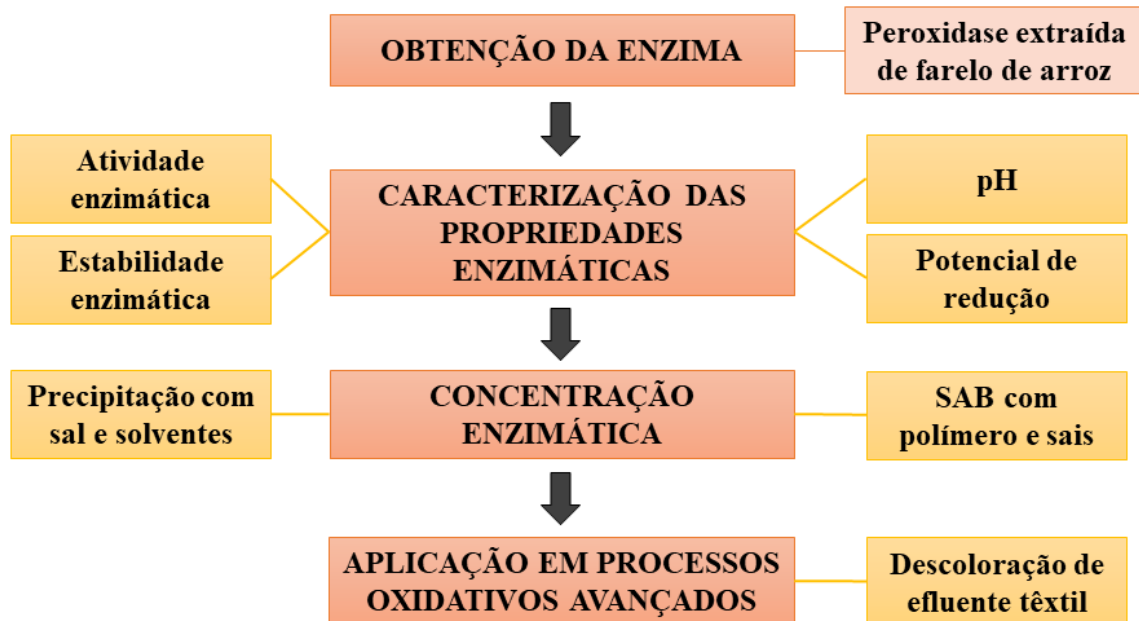 OBTENÇÃO DA ENZIMA
Peroxidase extraída
de farelo de arroz
Atividade
enzimática
Estabilidade
enzimática
CARACTERIZAÇÃO DAS
PROPRIEDADES
ENZIMÁTICAS
pH
Potencial de
redução
Precipitação com
sal e solventes
CONCENTRAÇÃO
ENZIMÁTICA
SAB com
polímero e sais
APLICAÇÃO EM PROCESSOS
OXIDATIVOS AVANÇADOS
Descoloração de
efluente têxtil